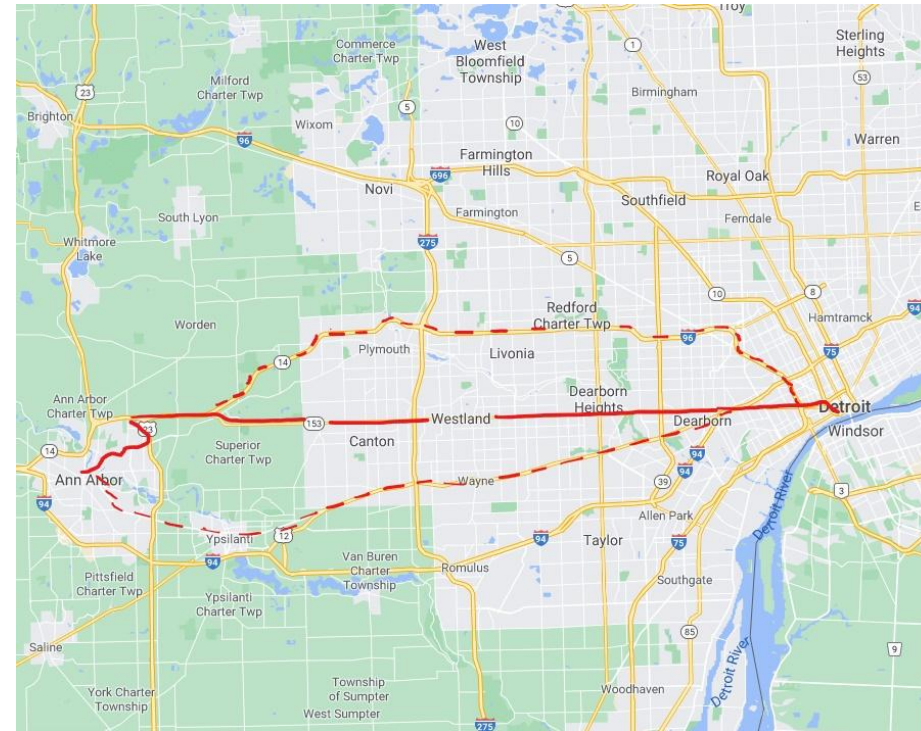 Troy
Sterling
Heights
Commerce
Charter Twp
West
Bloomfield
Township
1
53
Milford
Charter Twp
5
Birmingham
23
Brighton
Wixom
10
Warren
96
Farmington
Hills
Royal Oak
696
Novi
Southfield
South Lyon
Farmington
Ferndale
Whitmore
Lake
275
5
10
8
94
Hamtramck
Worden
Redford
Charter Twp
96
75
Plymouth
Livonia
14
Ann Arbor
Charter Twp
Dearborn
Heights
Detroit
153
Westland
Dearborn
23
Canton
Windsor
Superior
Charter Twp
14
94
Ann Arbor
94
Wayne
94
39
3
Allen Park
Ypsilanti
12
94
Taylor
75
94
Van Buren
Charter
Township
Romulus
Detroit River
Pittsfield
Charter Twp
Ypsilanti
Charter Twp
Southgate
85
Saline
9
Detroit River
York Charter
Township
Township
of Sumpter
Woodhaven
West Sumpter
275